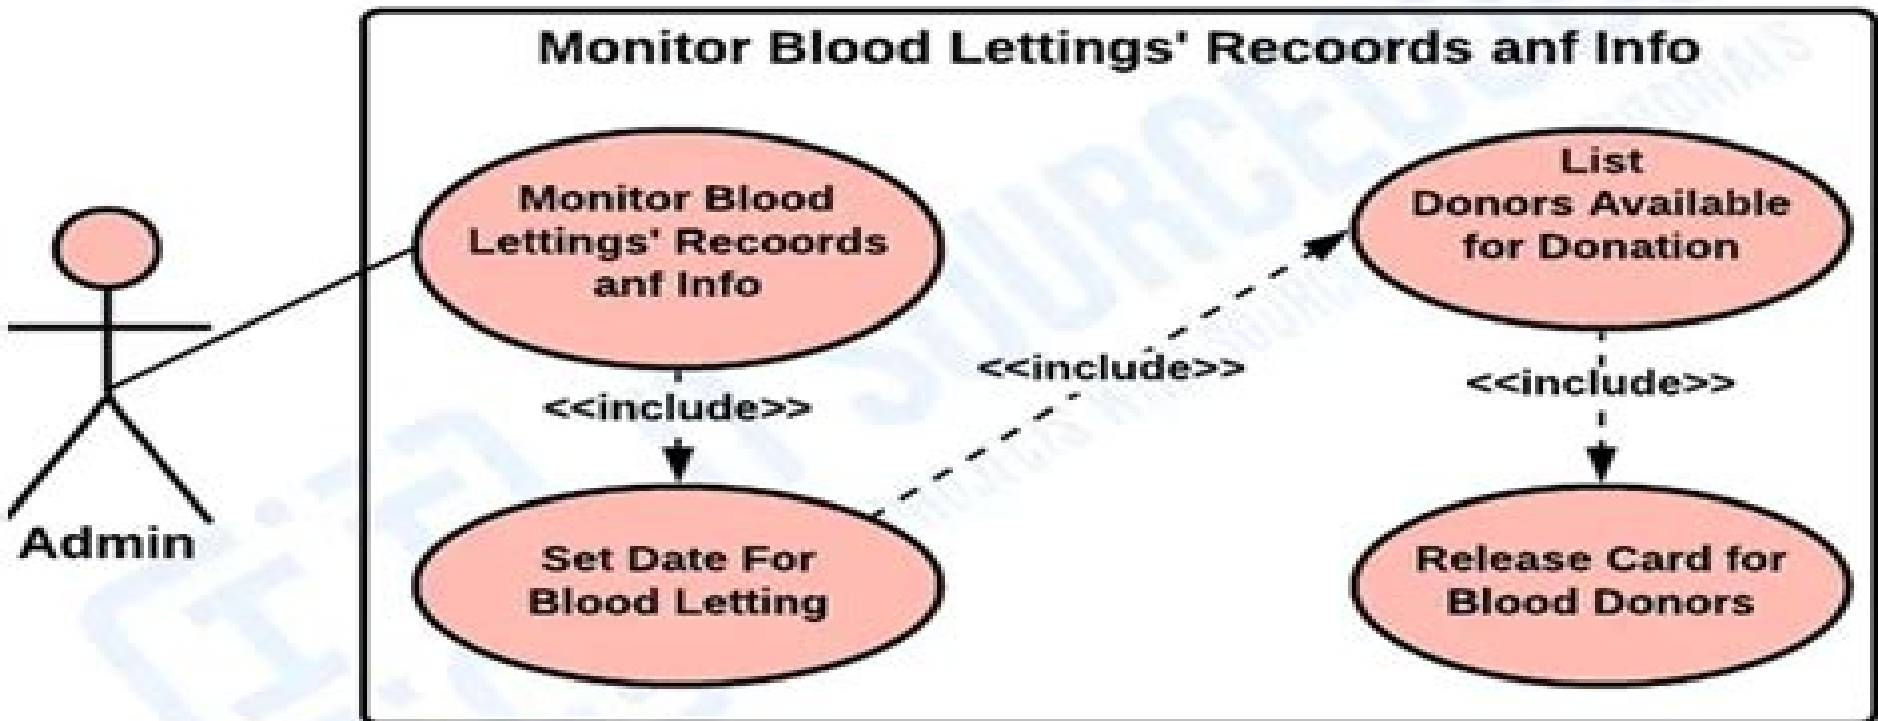 Monitor Blood Lettings' Recoords anf Info
Monitor Blood
Lettings' Recoords
anf Info
List
Donors Available
for Donation
<<include>>
<<include>>
<<include>>
Admin
Set Date For
Blood Letting
Release Card for
Blood Donors